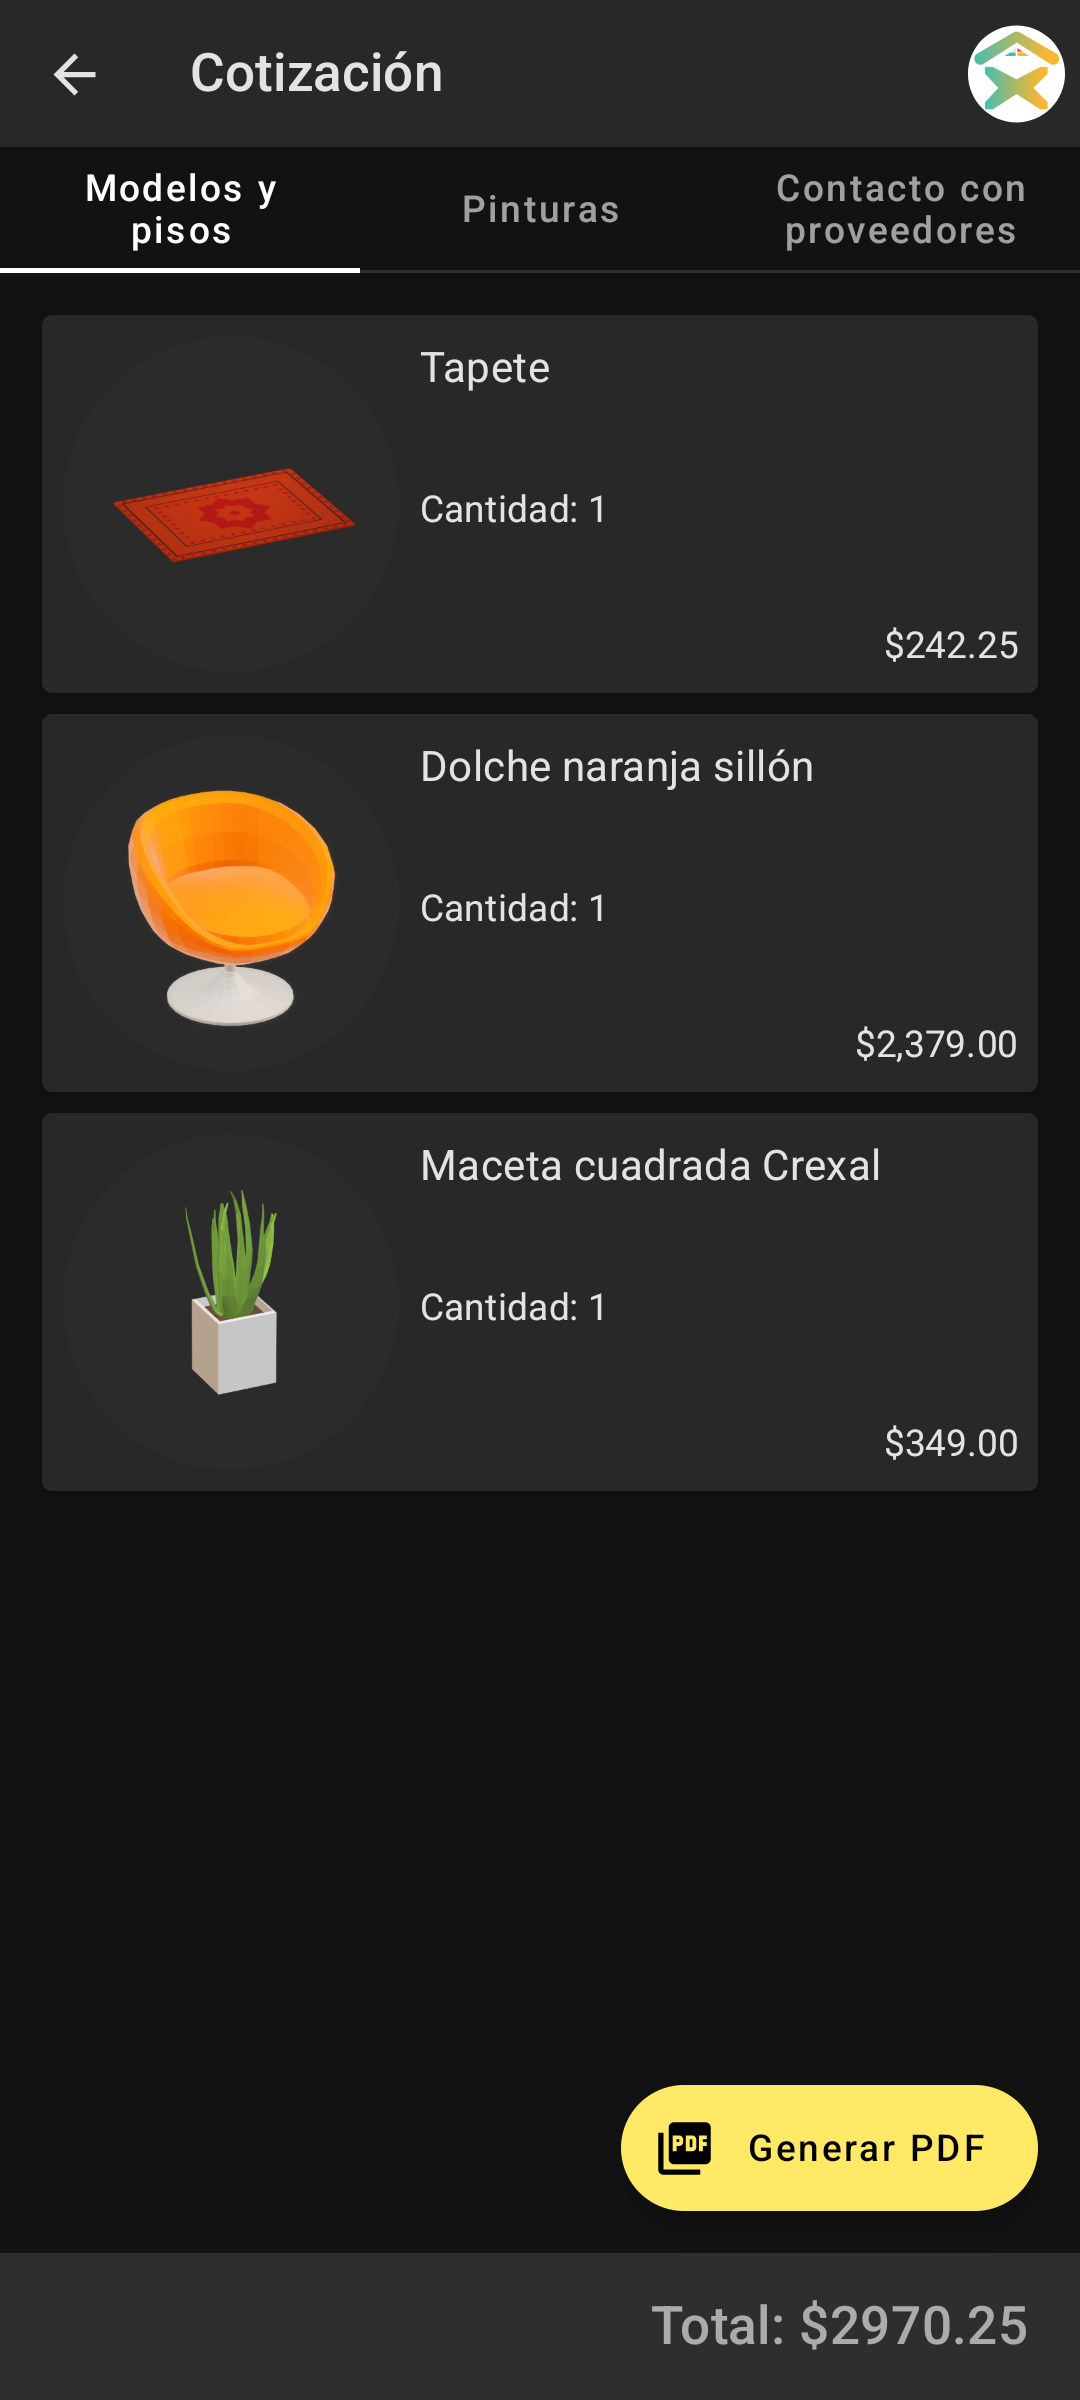 Cotización
Modelos y
pisos
Pinturas
Contacto con
proveedores
Tapete
Cantidad: 1
$242.25
Dolche naranja sillón
Cantidad: 1
$2,379.00
Maceta cuadrada Crexal
Cantidad: 1
$349.00
PDF
Generar PDF
Total: $2970.25